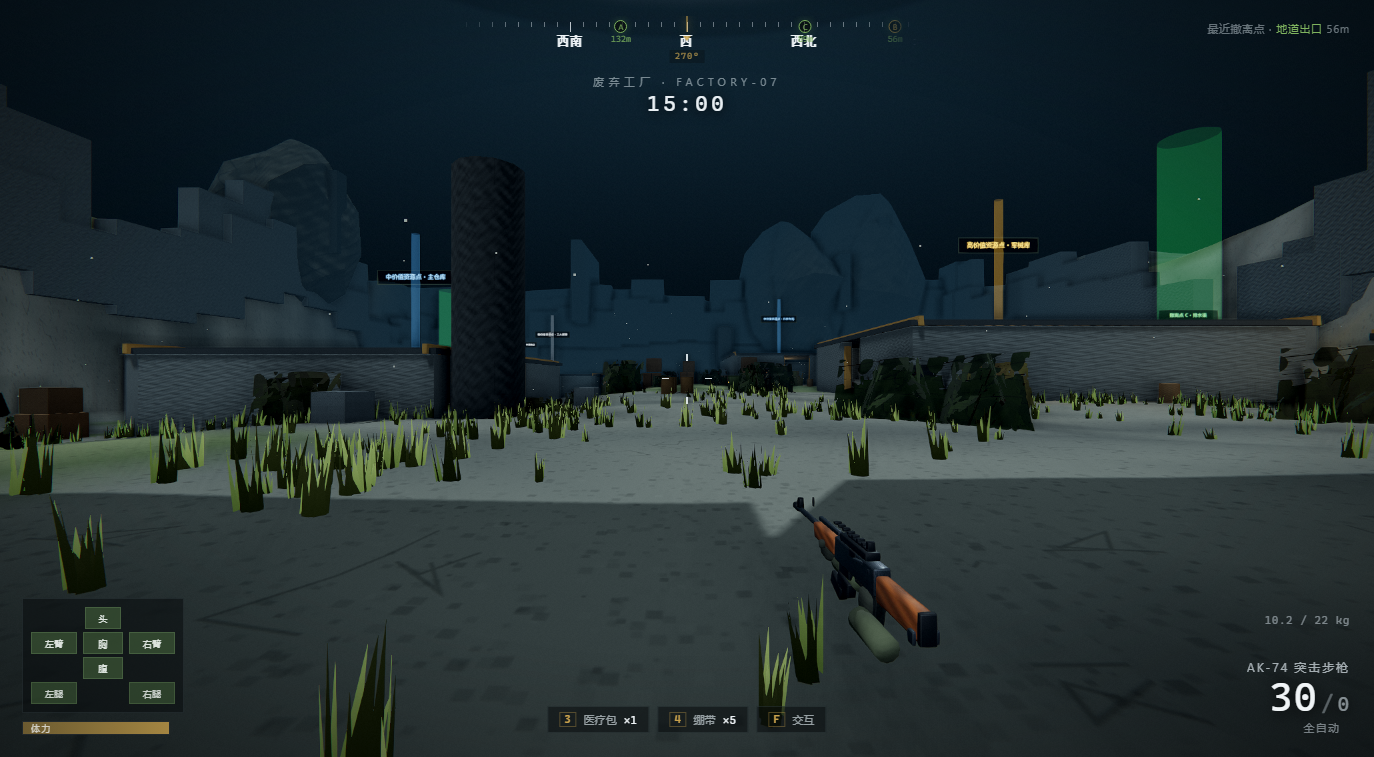 A C B
132m 56m
西南 西 西北
270°
最近撤离点 · 地道出口 56m
废弃工厂 · FACTORY-07
15:00
中价值资源点 · 主仓库
高价值资源点 · 军械库
头
左臂 胸 右臂
腹
左腿 右腿
体力
3 医疗包 ×1 4 绷带 ×5 F 交互
10.2 / 22 kg
AK-74 突击步枪
30/0
全自动